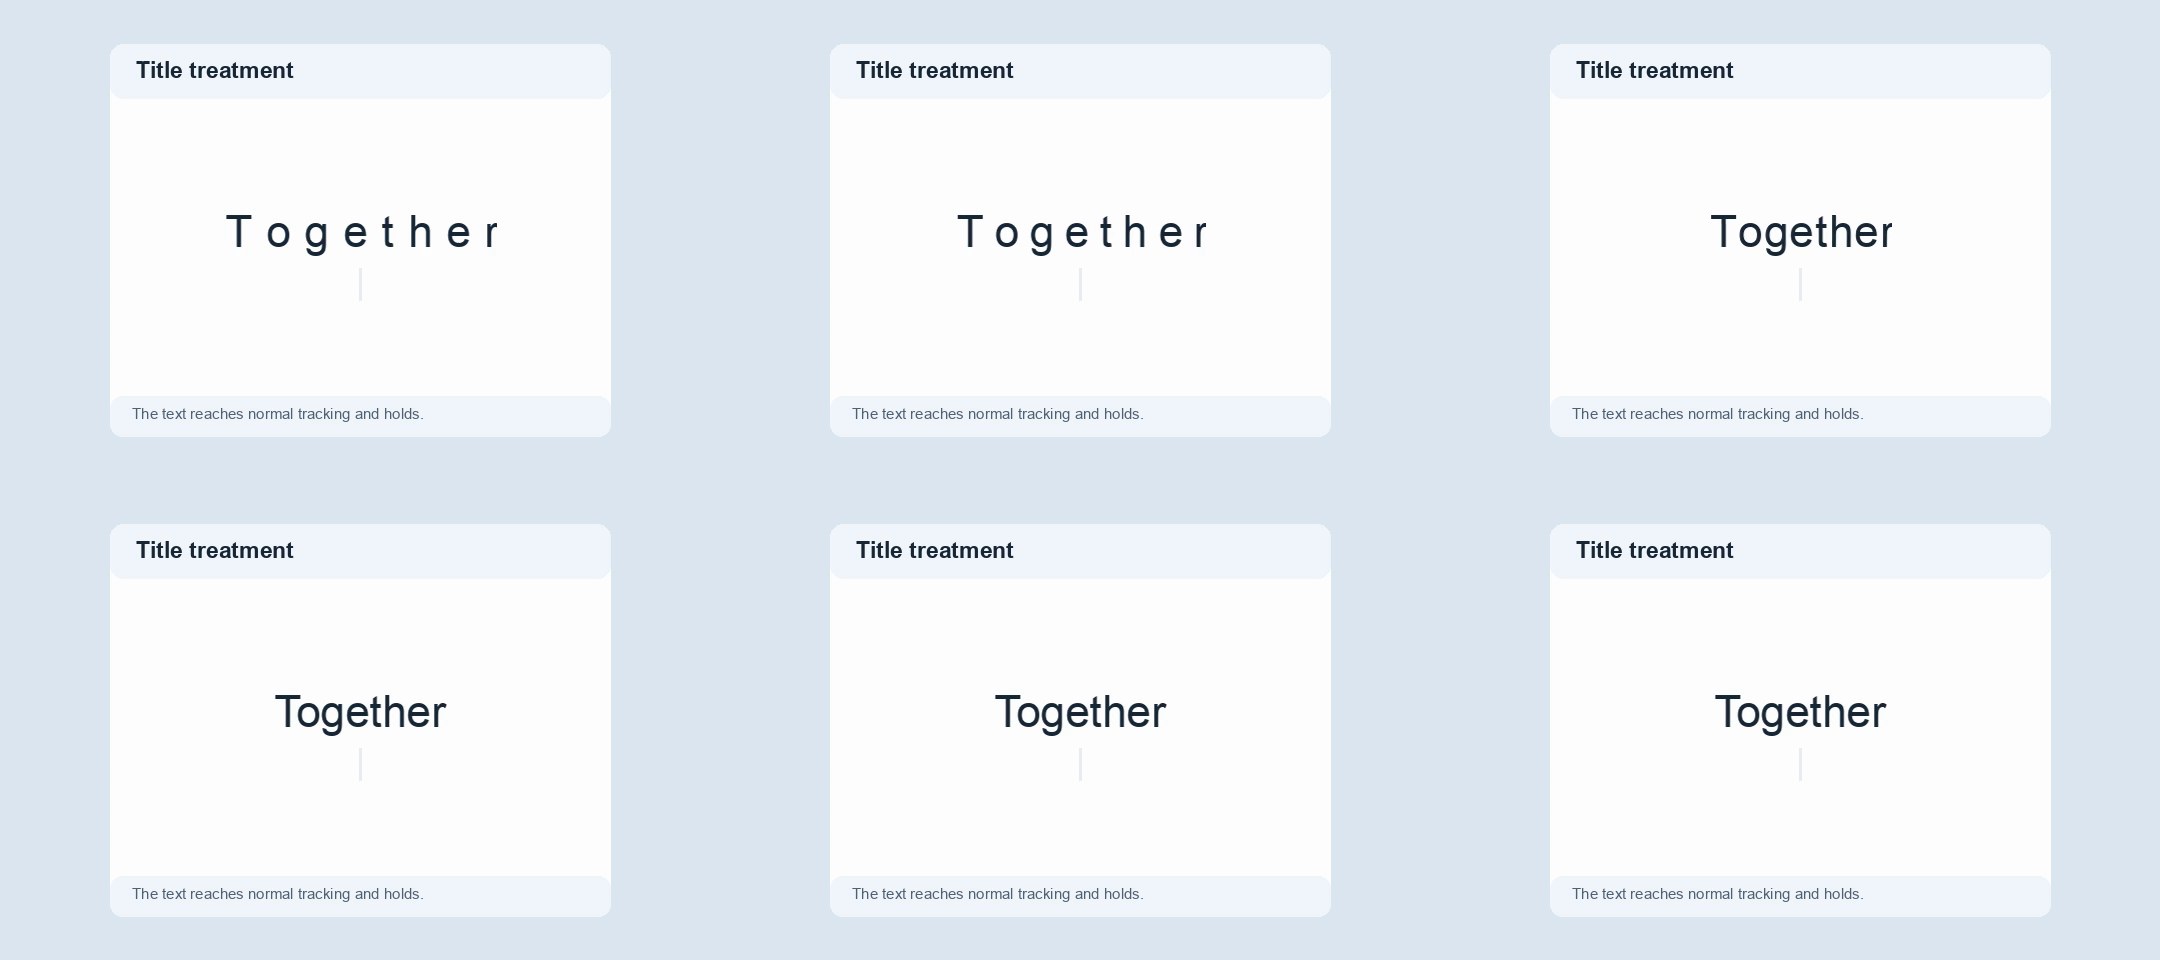 Title treatment
Together
The text reaches normal tracking and holds.
Title treatment
Together
The text reaches normal tracking and holds.
Title treatment
Together
The text reaches normal tracking and holds.
Title treatment
Together
The text reaches normal tracking and holds.
Title treatment
Together
The text reaches normal tracking and holds.
Title treatment
Together
The text reaches normal tracking and holds.